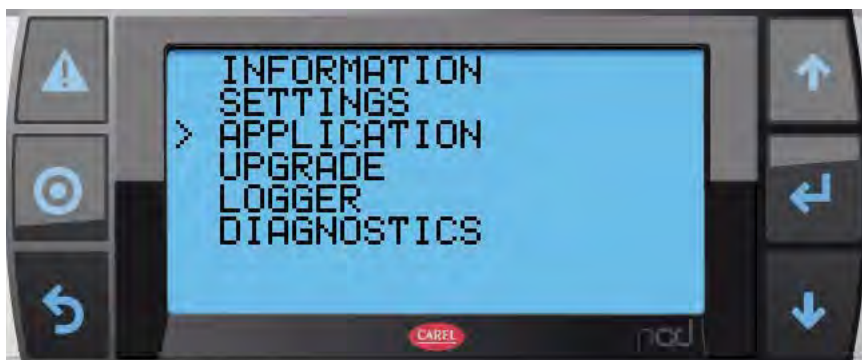 INFORMATION
SETTINGS
> APPLICATION
UPGRADE
LOGGER
DIAGNOSTICS
CAREL